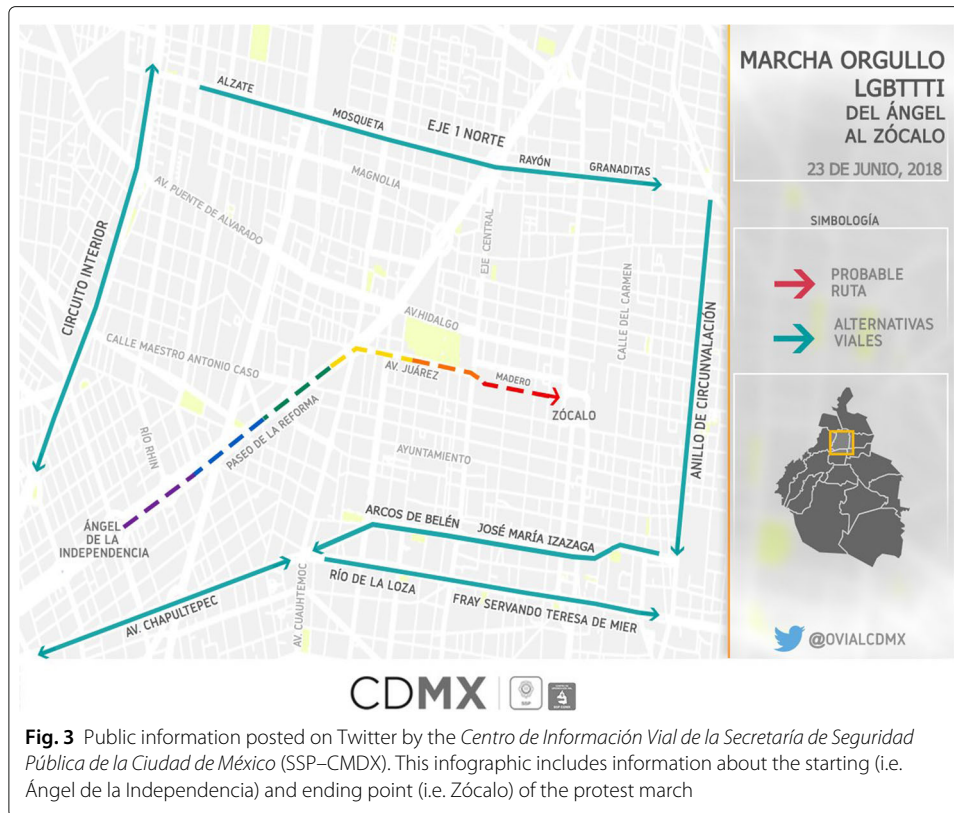 ALZATE
MOSQUETA
EJE 1 NORTE
RAYÓN
GRANADITAS
MAGNOLIA
AV. PUENTE DE ALVARADO
EJE CENTRAL
CIRCUITO INTERIOR
CALLE DEL CARMEN
AV.HIDALGO
CALLE MAESTRO ANTONIO CASO
AV. JUÁREZ
MADERO
ZÓCALO
ANILLO DE CIRCUNVALACIÓN
PASEO DE LA REFORMA
RÍO RHIN
AYUNTAMIENTO
ÁNGEL
DE LA
INDEPENDENCIA
ARCOS DE BELÉN
JOSÉ MARÍA IZAZAGA
RÍO DE LA LOZA
FRAY SERVANDO TERESA DE MIER
AV. CHAPULTEPEC
AV. CUAUHTEMOC
MARCHA ORGULLO
LGBTTTI
DEL ÁNGEL
AL ZÓCALO
23 DE JUNIO, 2018
SIMBOLOGÍA
PROBABLE
RUTA
ALTERNATIVAS
VIALES
@OVIALCDMX
CDMX
SSP
Fig. 3 Public information posted on Twitter by the Centro de Información Vial de la Secretaría de Seguridad
Pública de la Ciudad de México (SSP–CMDX). This infographic includes information about the starting (i.e.
Ángel de la Independencia) and ending point (i.e. Zócalo) of the protest march